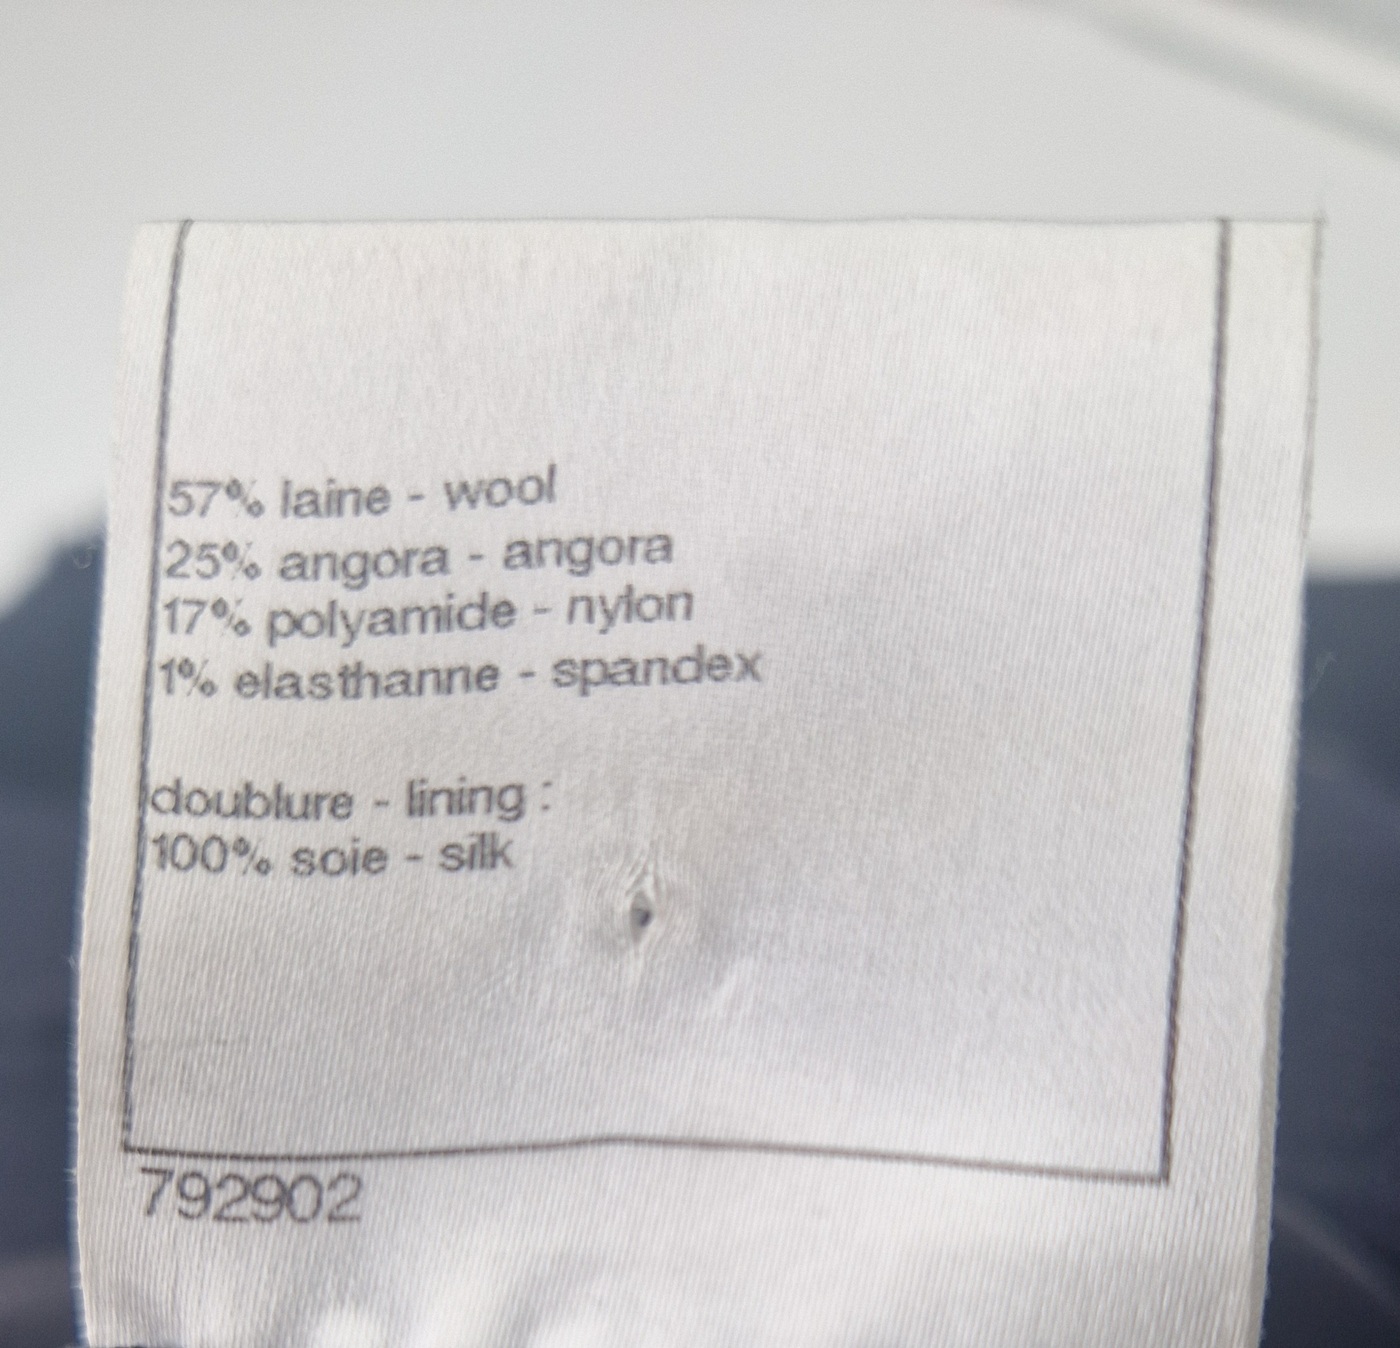 57% laine - wool
25% angora - angora
17% polyamide - nylon
1% elasthanne - spandex
doublure - lining :
100% soie - silk
792902